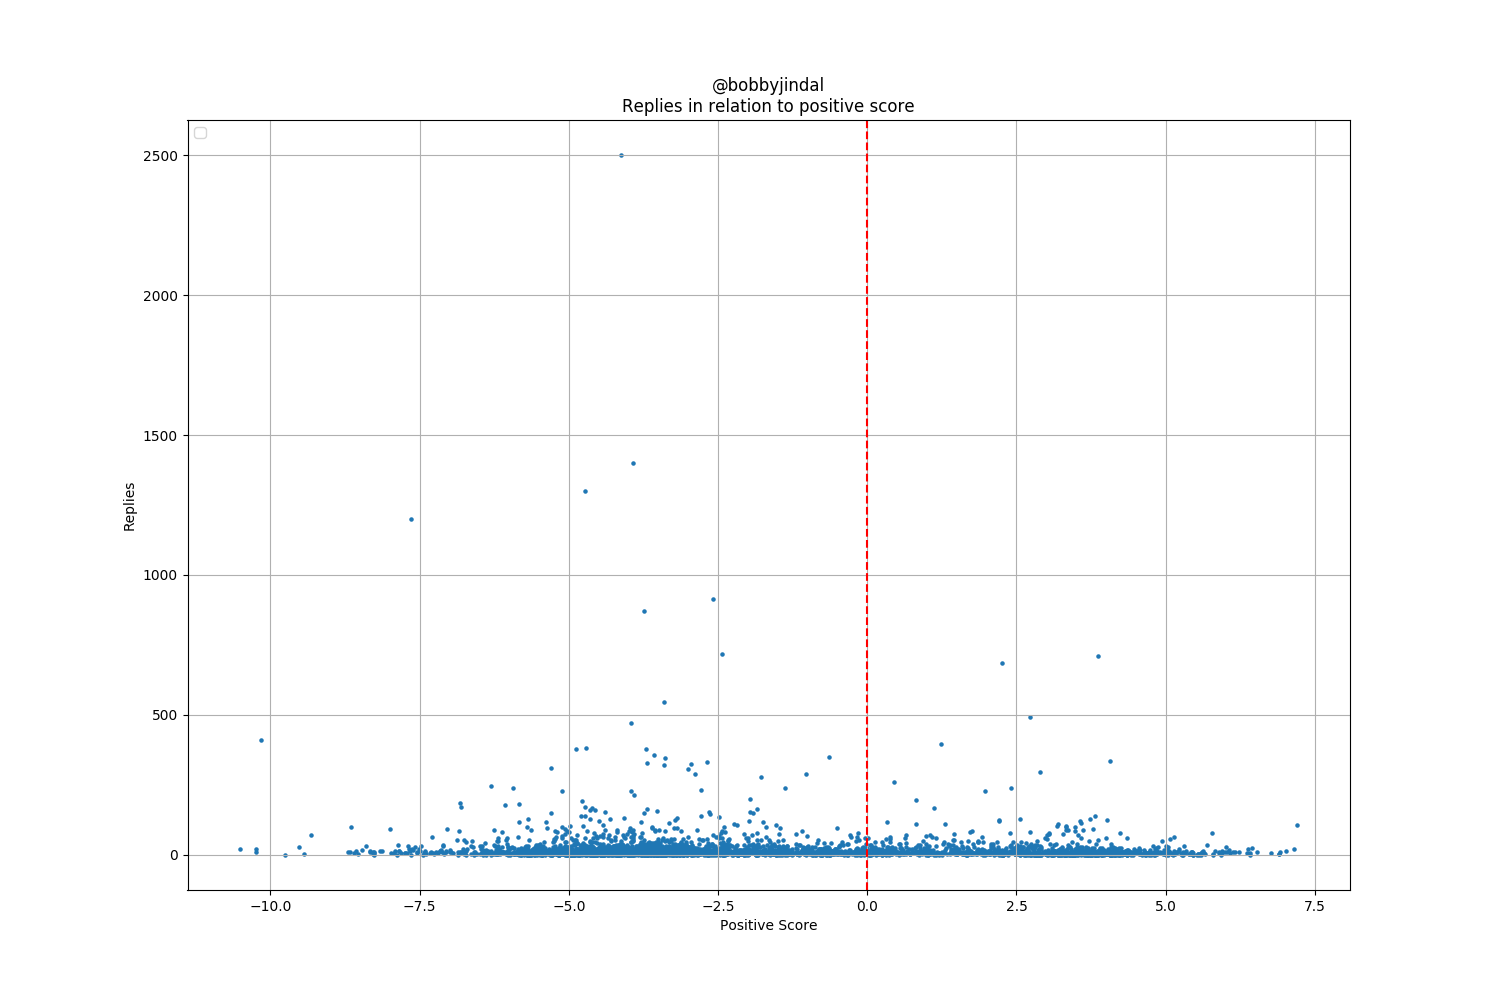 @bobbyjindal
Replies in relation to positive score
2500
2000
1500
1000
500
0
Replies
−10.0 −7.5 −5.0 −2.5 0.0 2.5 5.0 7.5
Positive Score